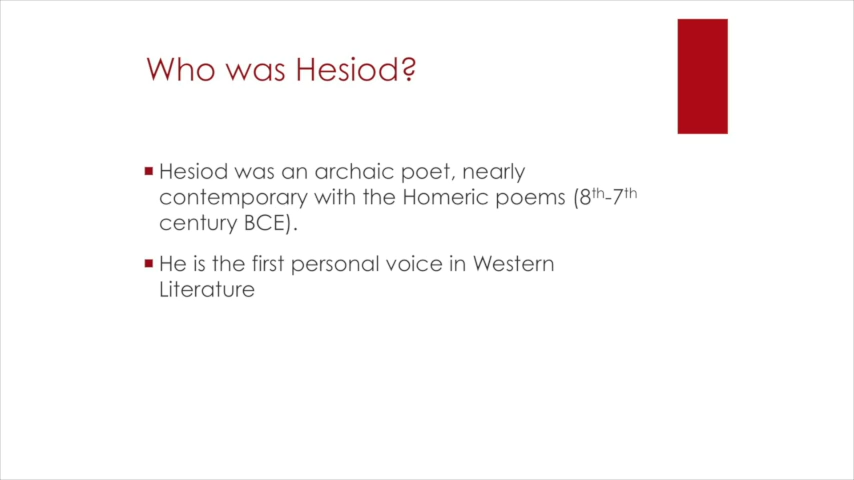 Who was Hesiod?
Hesiod was an archaic poet, nearly
contemporary with the Homeric poems (8th-7th
century BCE).
He is the first personal voice in Western
Literature